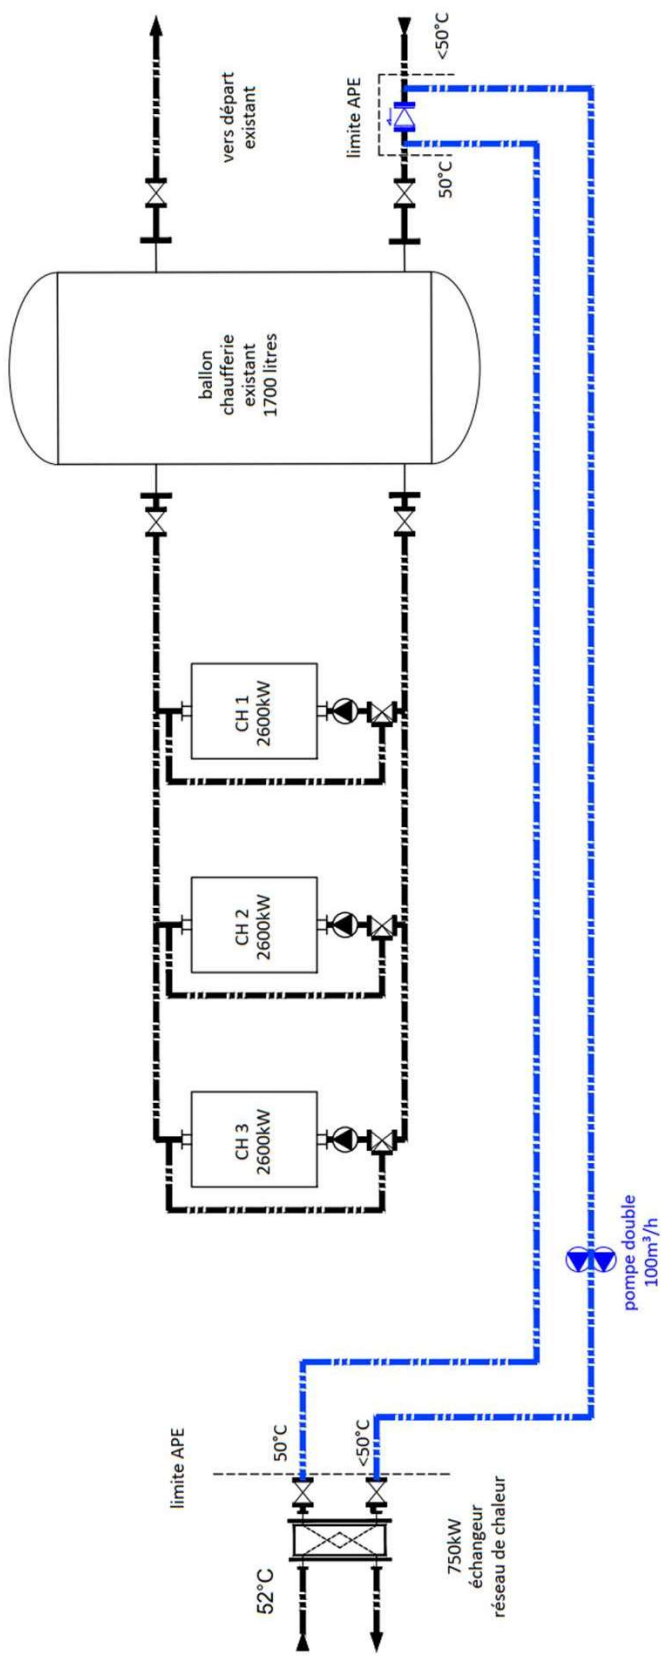 vers départ
existant
limite APE
<50°C
50°C
ballon
chaufferie
existant
1700 litres
CH 1
2600kW
CH 2
2600kW
CH 3
2600kW
pompe double
100m³/h
limite APE
50°C
<50°C
52°C
750kW
échangeur
réseau de chaleur